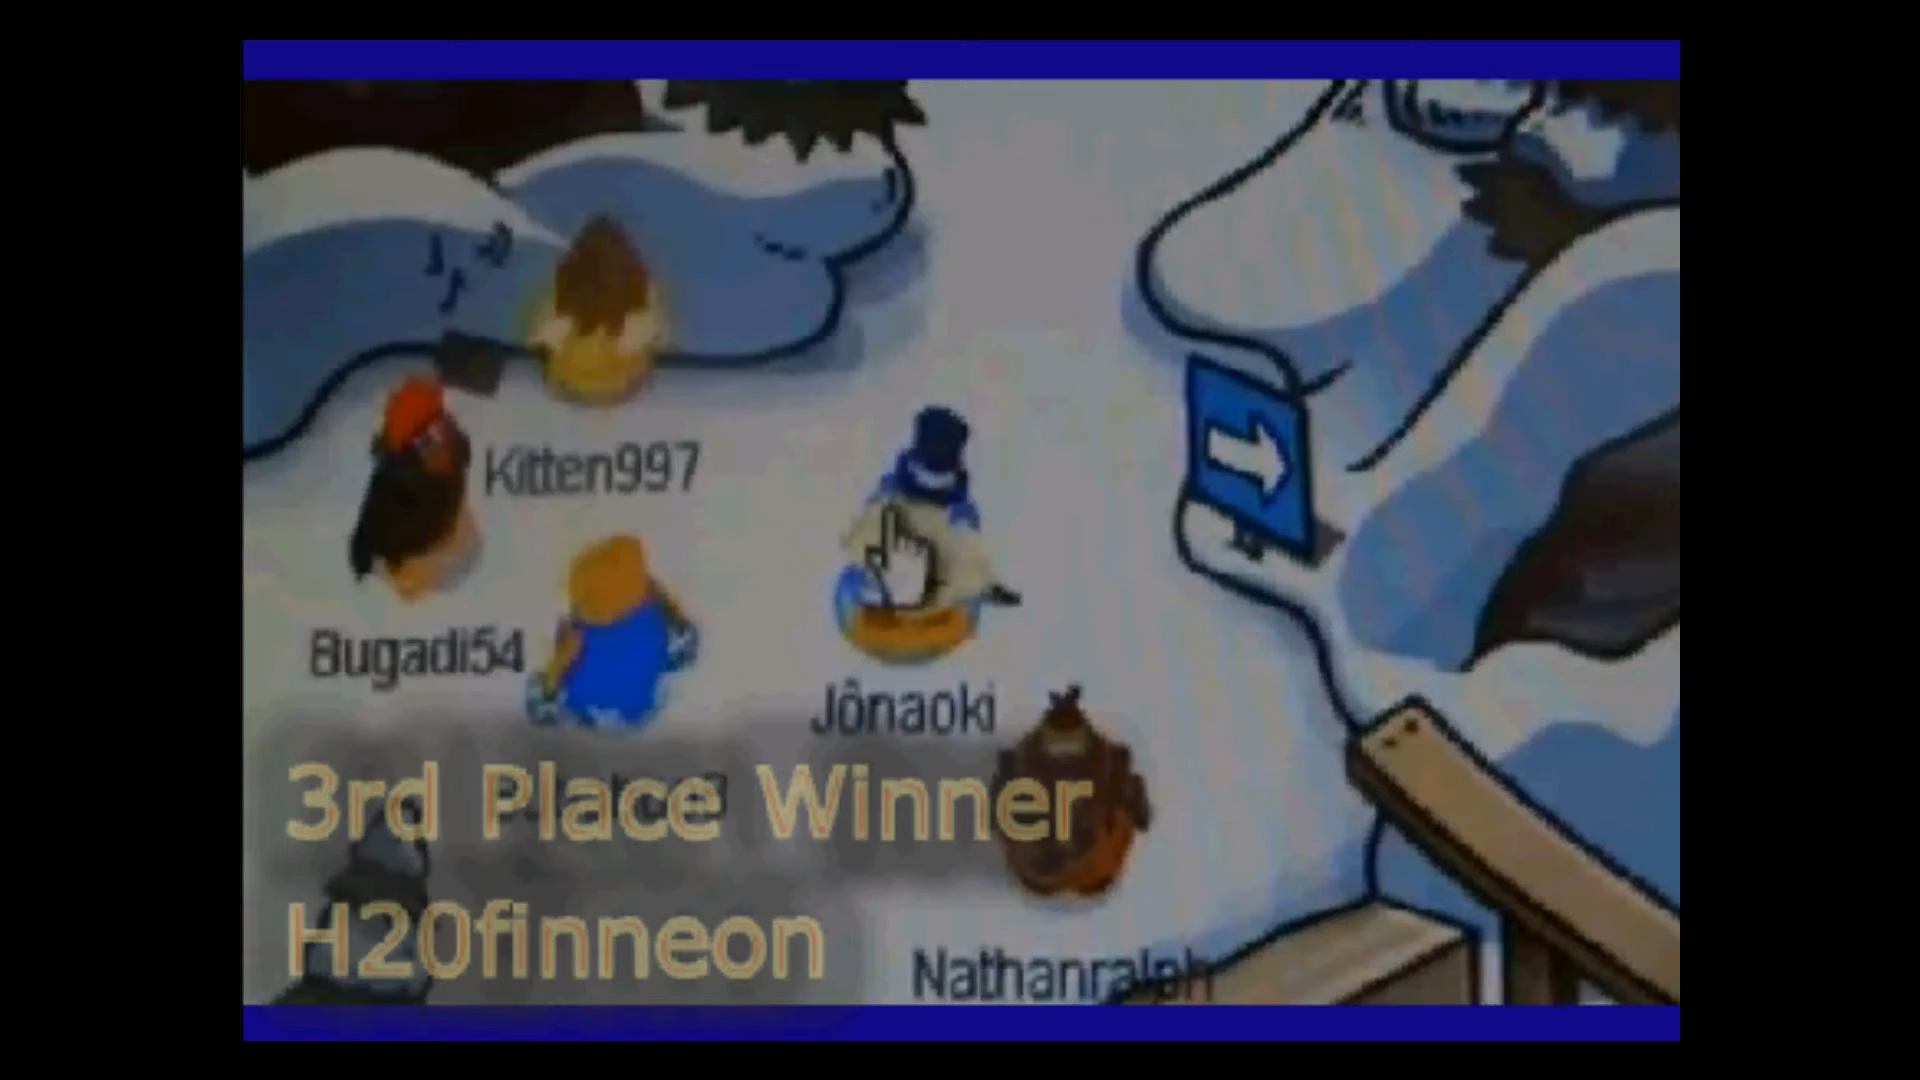 Kitten997
Bugadi54
Jônaoki
3rd Place Winner
H20finneon
Nathanralph